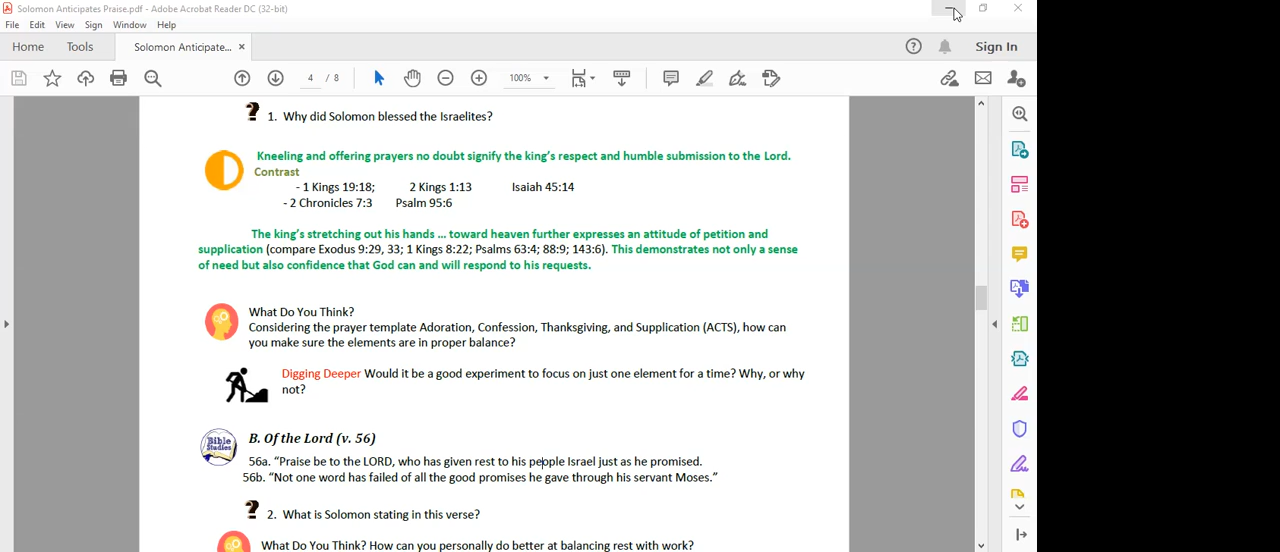 Solomon Anticipates Praise.pdf - Adobe Acrobat Reader DC (32-bit)
File Edit View Sign Window Help
Home Tools Solomon Anticipate... × Sign In
4 / 8 100%
? 1. Why did Solomon blessed the Israelites?
Kneeling and offering prayers no doubt signify the king's respect and humble submission to the Lord.
Contrast
- 1 Kings 19:18; 2 Kings 1:13 Isaiah 45:14
- 2 Chronicles 7:3 Psalm 95:6
The king's stretching out his hands ... toward heaven further expresses an attitude of petition and
supplication (compare Exodus 9:29, 33; 1 Kings 8:22; Psalms 63:4; 88:9; 143:6). This demonstrates not only a sense
of need but also confidence that God can and will respond to his requests.
What Do You Think?
Considering the prayer template Adoration, Confession, Thanksgiving, and Supplication (ACTS), how can
you make sure the elements are in proper balance?
Digging Deeper Would it be a good experiment to focus on just one element for a time? Why, or why
not?
Bible
Studies
B. Of the Lord (v. 56)
56a. "Praise be to the LORD, who has given rest to his people Israel just as he promised.
56b. "Not one word has failed of all the good promises he gave through his servant Moses."
? 2. What is Solomon stating in this verse?
What Do You Think? How can you personally do better at balancing rest with work?